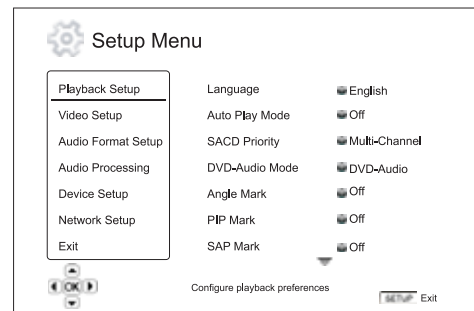 Setup Menu
Playback Setup
Video Setup
Audio Format Setup
Audio Processing
Device Setup
Network Setup
Exit
Language English
Auto Play Mode Off
SACD Priority Multi-Channel
DVD-Audio Mode DVD-Audio
Angle Mark Off
PIP Mark Off
SAP Mark Off
OK
Configure playback preferences
SETUP Exit